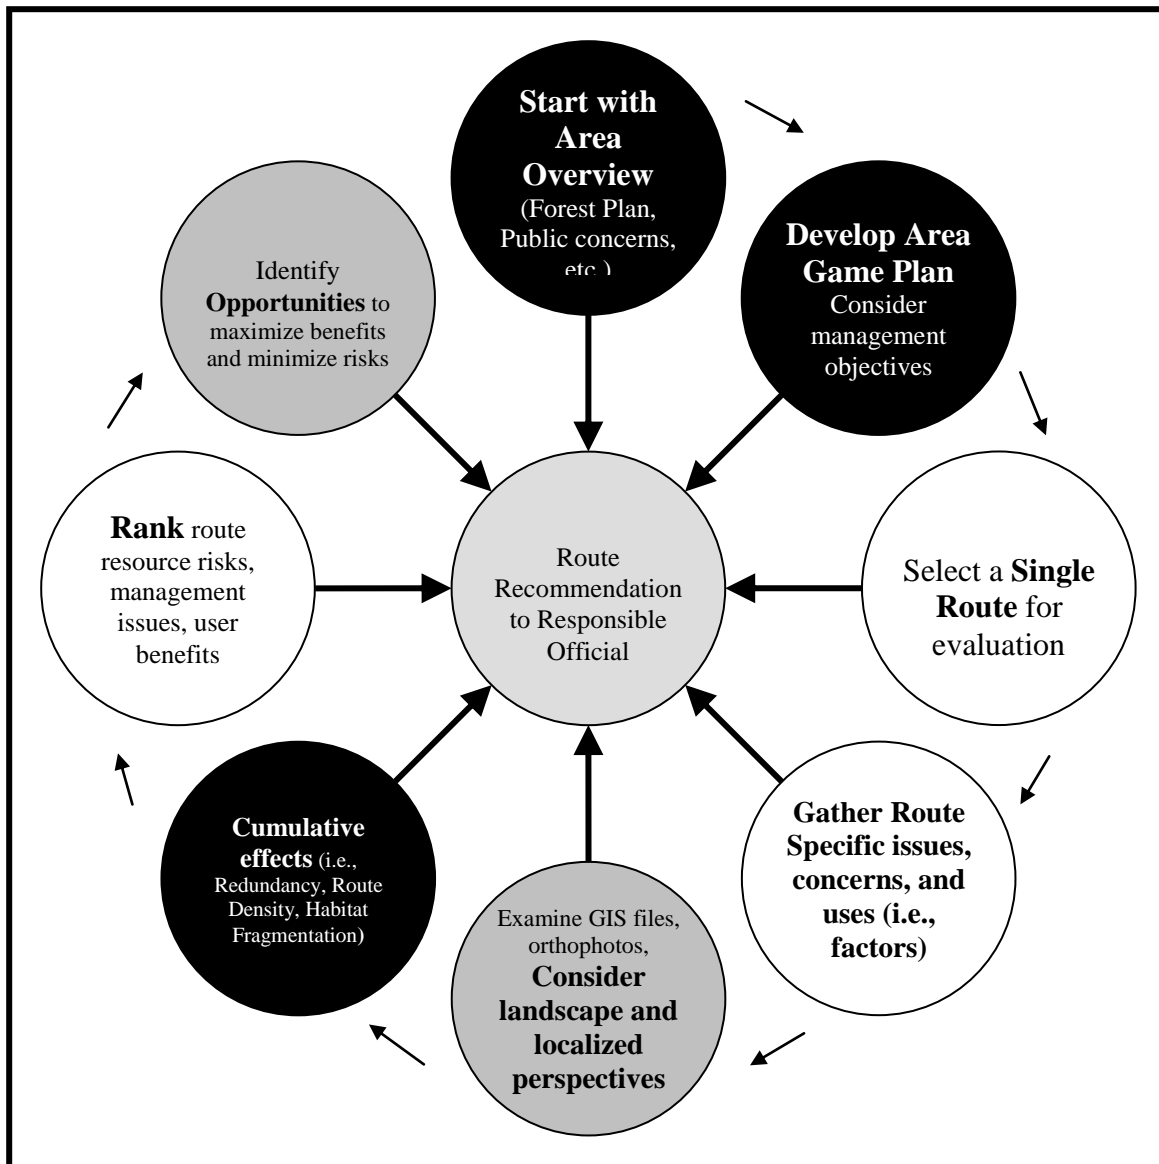 Start with
Area
Overview
(Forest Plan,
Public concerns,
etc.)
Develop Area
Game Plan
Consider
management
objectives
Select a Single
Route for
evaluation
Gather Route
Specific issues,
concerns, and
uses (i.e.,
factors)
Examine GIS files,
orthophotos,
Consider
landscape and
localized
perspectives
Cumulative
effects (i.e.,
Redundancy, Route
Density, Habitat
Fragmentation)
Rank route
resource risks,
management
issues, user
benefits
Identify
Opportunities to
maximize benefits
and minimize risks
Route
Recommendation
to Responsible
Official